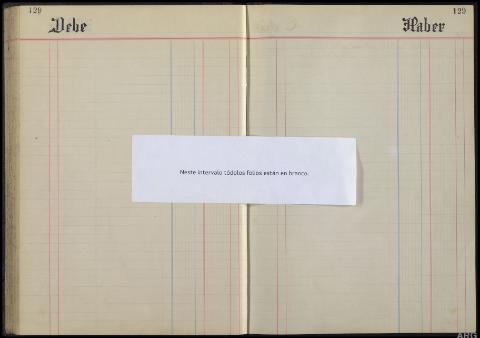 129
Debe
Haber
129
Neste intervalo tódolos folios están en branco.
ARG